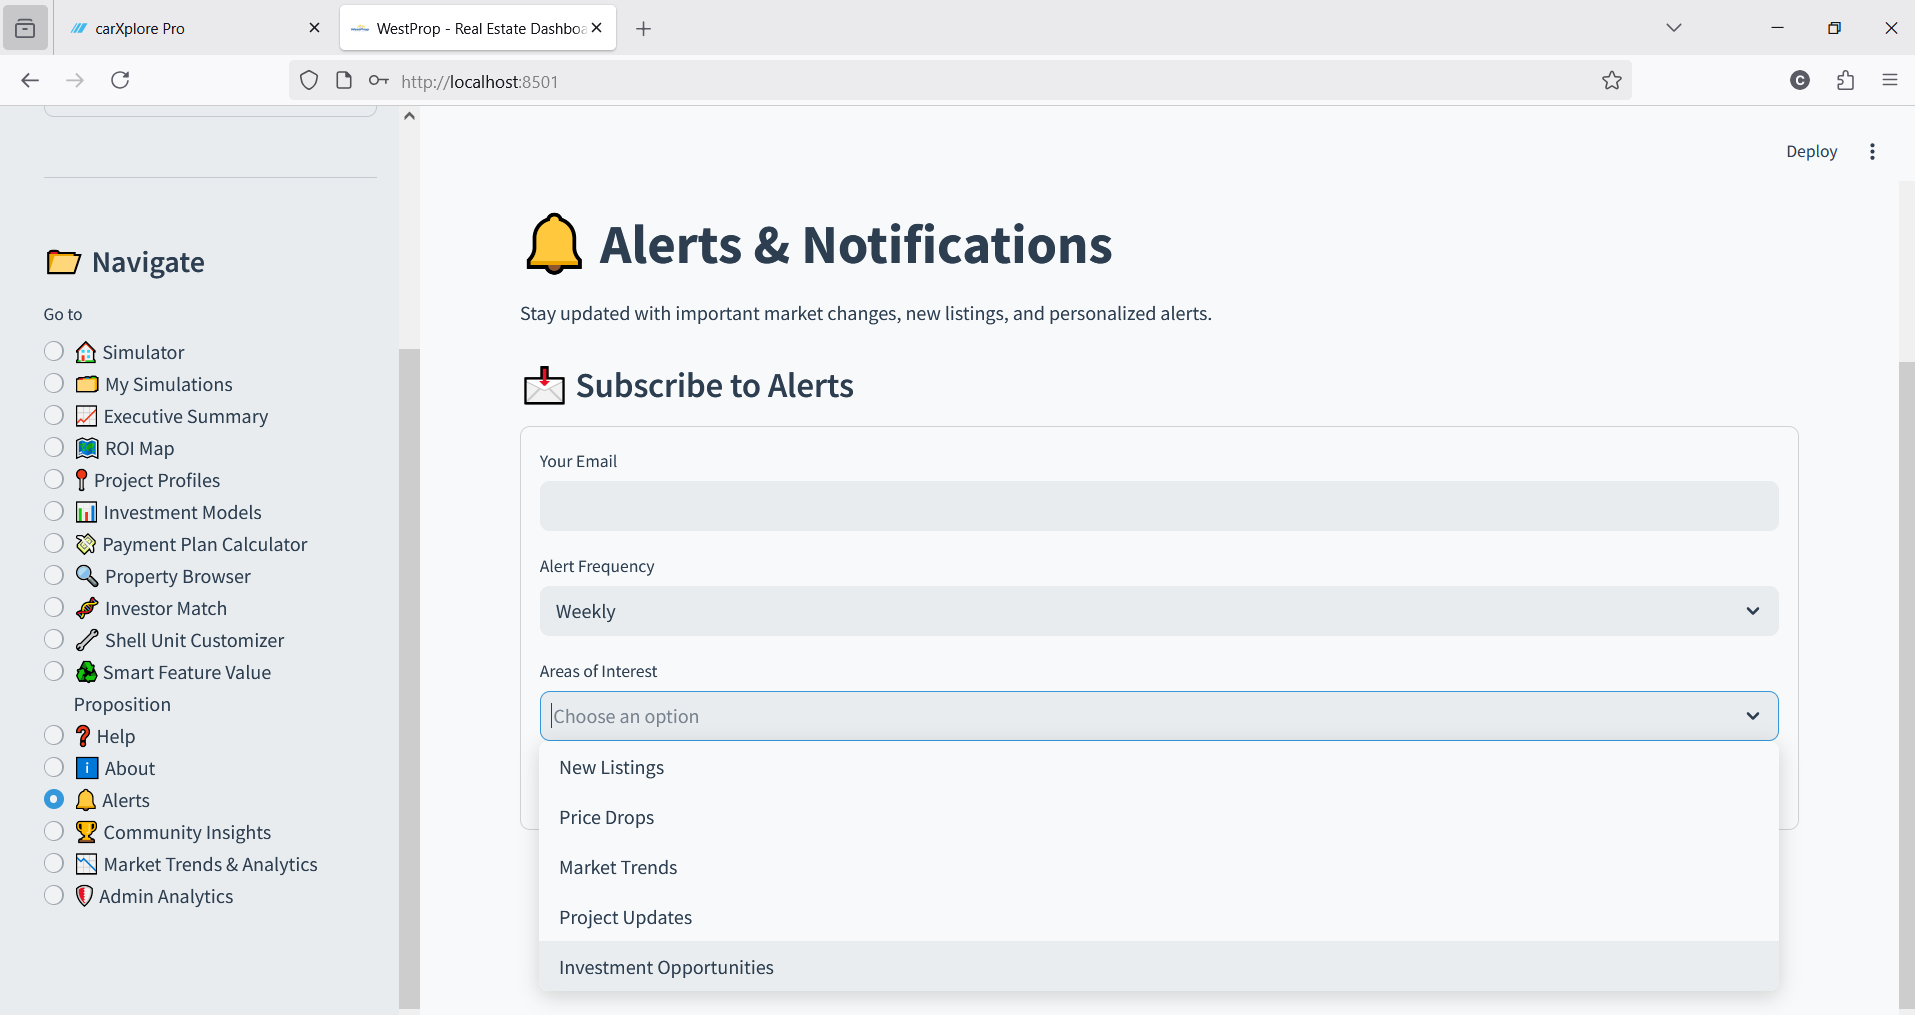 carXplore Pro
WestProp - Real Estate Dashboa
C
http://localhost:8501
Deploy
Navigate
Go to
Simulator
My Simulations
Executive Summary
ROI Map
Project Profiles
Investment Models
Payment Plan Calculator
Property Browser
Investor Match
Shell Unit Customizer
Smart Feature Value
Proposition
Help
i About
Alerts
Community Insights
Market Trends & Analytics
Admin Analytics
Alerts & Notifications
Stay updated with important market changes, new listings, and personalized alerts.
Subscribe to Alerts
Your Email
Alert Frequency
Weekly
Areas of Interest
Choose an option
New Listings
Price Drops
Market Trends
Project Updates
Investment Opportunities